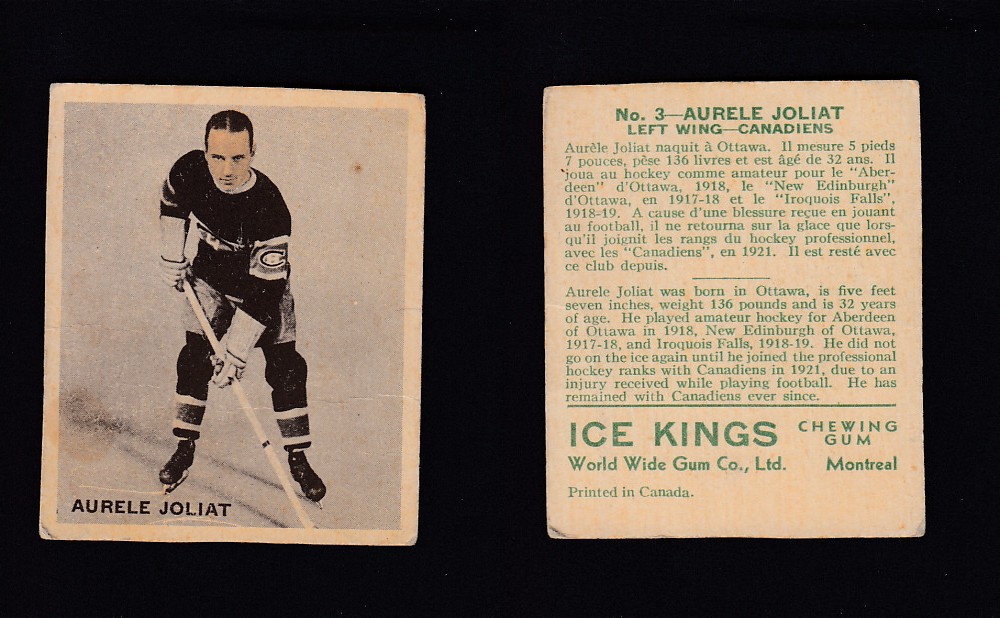 AURELE JOLIAT
C
No. 3—AURELE JOLIAT
LEFT WING—CANADIENS
Aurèle Joliat naquit à Ottawa. Il mesure 5 pieds
7 pouces, pèse 136 livres et est âgé de 32 ans. Il
joua au hockey comme amateur pour le "Aber-
deen" d'Ottawa, 1918, le "New Edinburgh"
d'Ottawa, en 1917-18 et le "Iroquois Falls",
1918-19. A cause d'une blessure reçue en jouant
au football, il ne retourna sur la glace que lors-
qu'il joignit les rangs du hockey professionnel,
avec les "Canadiens", en 1921. Il est resté avec
ce club depuis.
Aurele Joliat was born in Ottawa, is five feet
seven inches, weight 136 pounds and is 32 years
of age. He played amateur hockey for Aberdeen
of Ottawa in 1918, New Edinburgh of Ottawa,
1917-18, and Iroquois Falls, 1918-19. He did not
go on the ice again until he joined the professional
hockey ranks with Canadiens in 1921, due to an
injury received while playing football. He has
remained with Canadiens ever since.
ICE KINGS CHEWING
GUM
World Wide Gum Co., Ltd. Montreal
Printed in Canada.